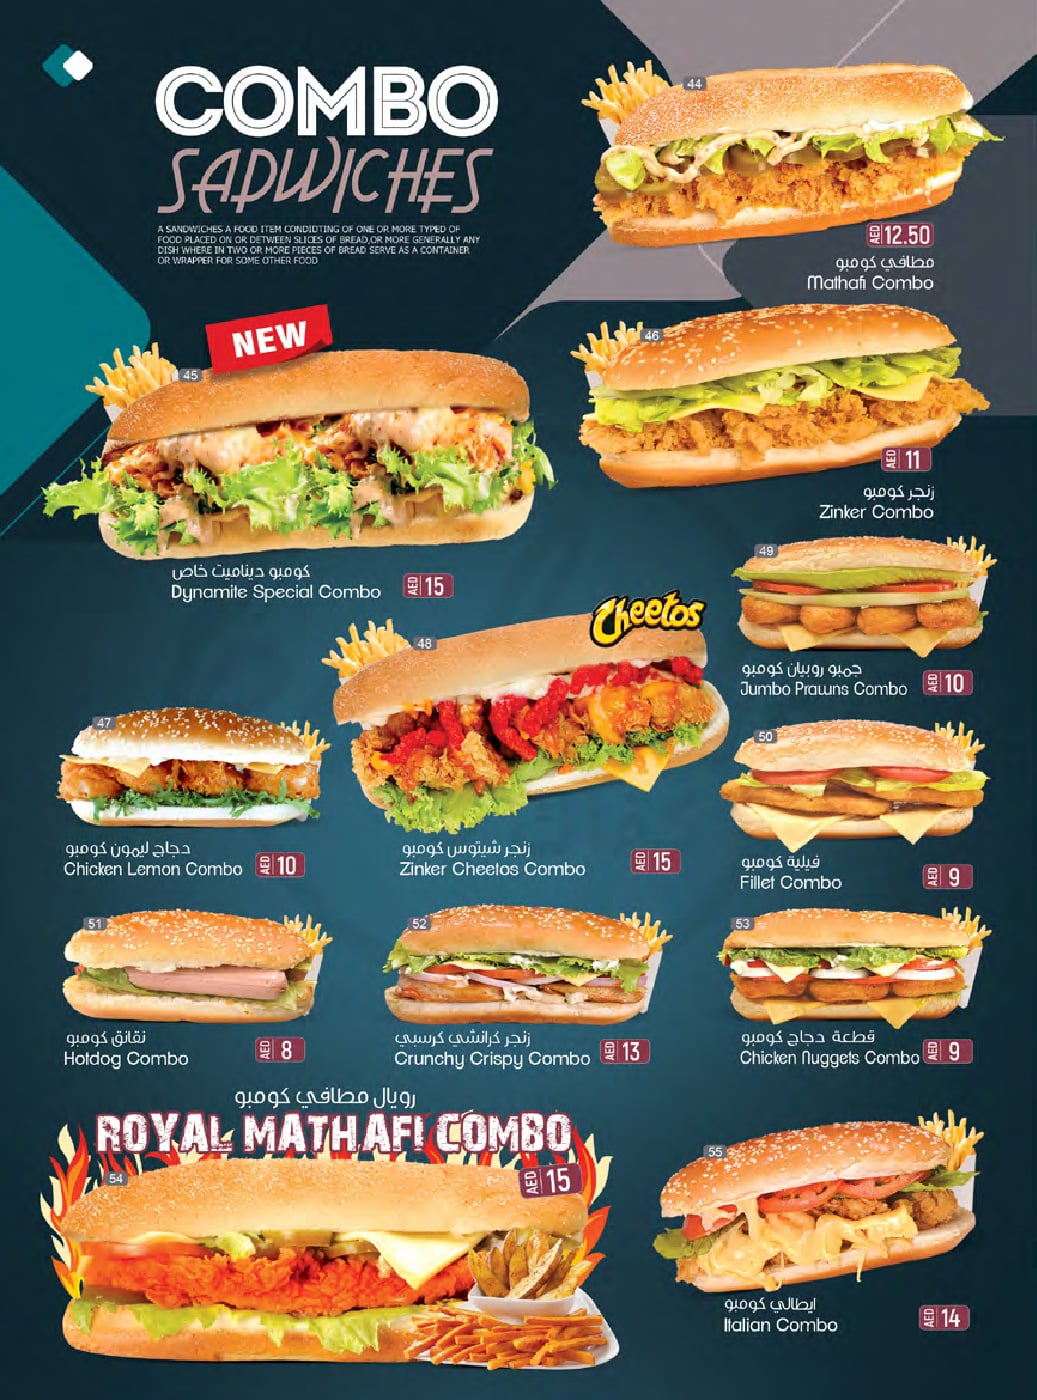 COMBO
SADWICHES
A SANDWICHES A FOOD ITEM CONDIDTING OF ONE OR MORE TYPED OF
FOOD PLACED ON OR DETWEEN SLICES OF BREAD,OR MORE GENERALLY ANY
DISH WHERE IN TWO OR MORE PIECES OF BREAD SERVE AS A CONTAINER
OR WRAPPER FOR SOME OTHER FOOD
44
AED 12.50
مطافي كومبو
Mathafi Combo
NEW
45
كومبو ديناميت خاص
Dynamite Special Combo
AED 15
46
AED 11
زنجر كومبو
Zinker Combo
47
دجاج ليمون كومبو
Chicken Lemon Combo
AED 10
Cheetos
48
زنجر شيتوس كومبو
Zinker Cheetos Combo
AED 15
49
جمبو روبيان كومبو
Jumbo Prawns Combo
AED 10
50
فيلية كومبو
Fillet Combo
AED 9
51
نقانق كومبو
Hotdog Combo
AED 8
52
زنجر كرانشي كرسبي
Crunchy Crispy Combo
AED 13
53
قطعة دجاج كومبو
Chicken Nuggets Combo
AED 9
رويال مطافي كومبو
ROYAL MATHAFI COMBO
54
AED 15
55
ايطالي كومبو
Italian Combo
AED 14